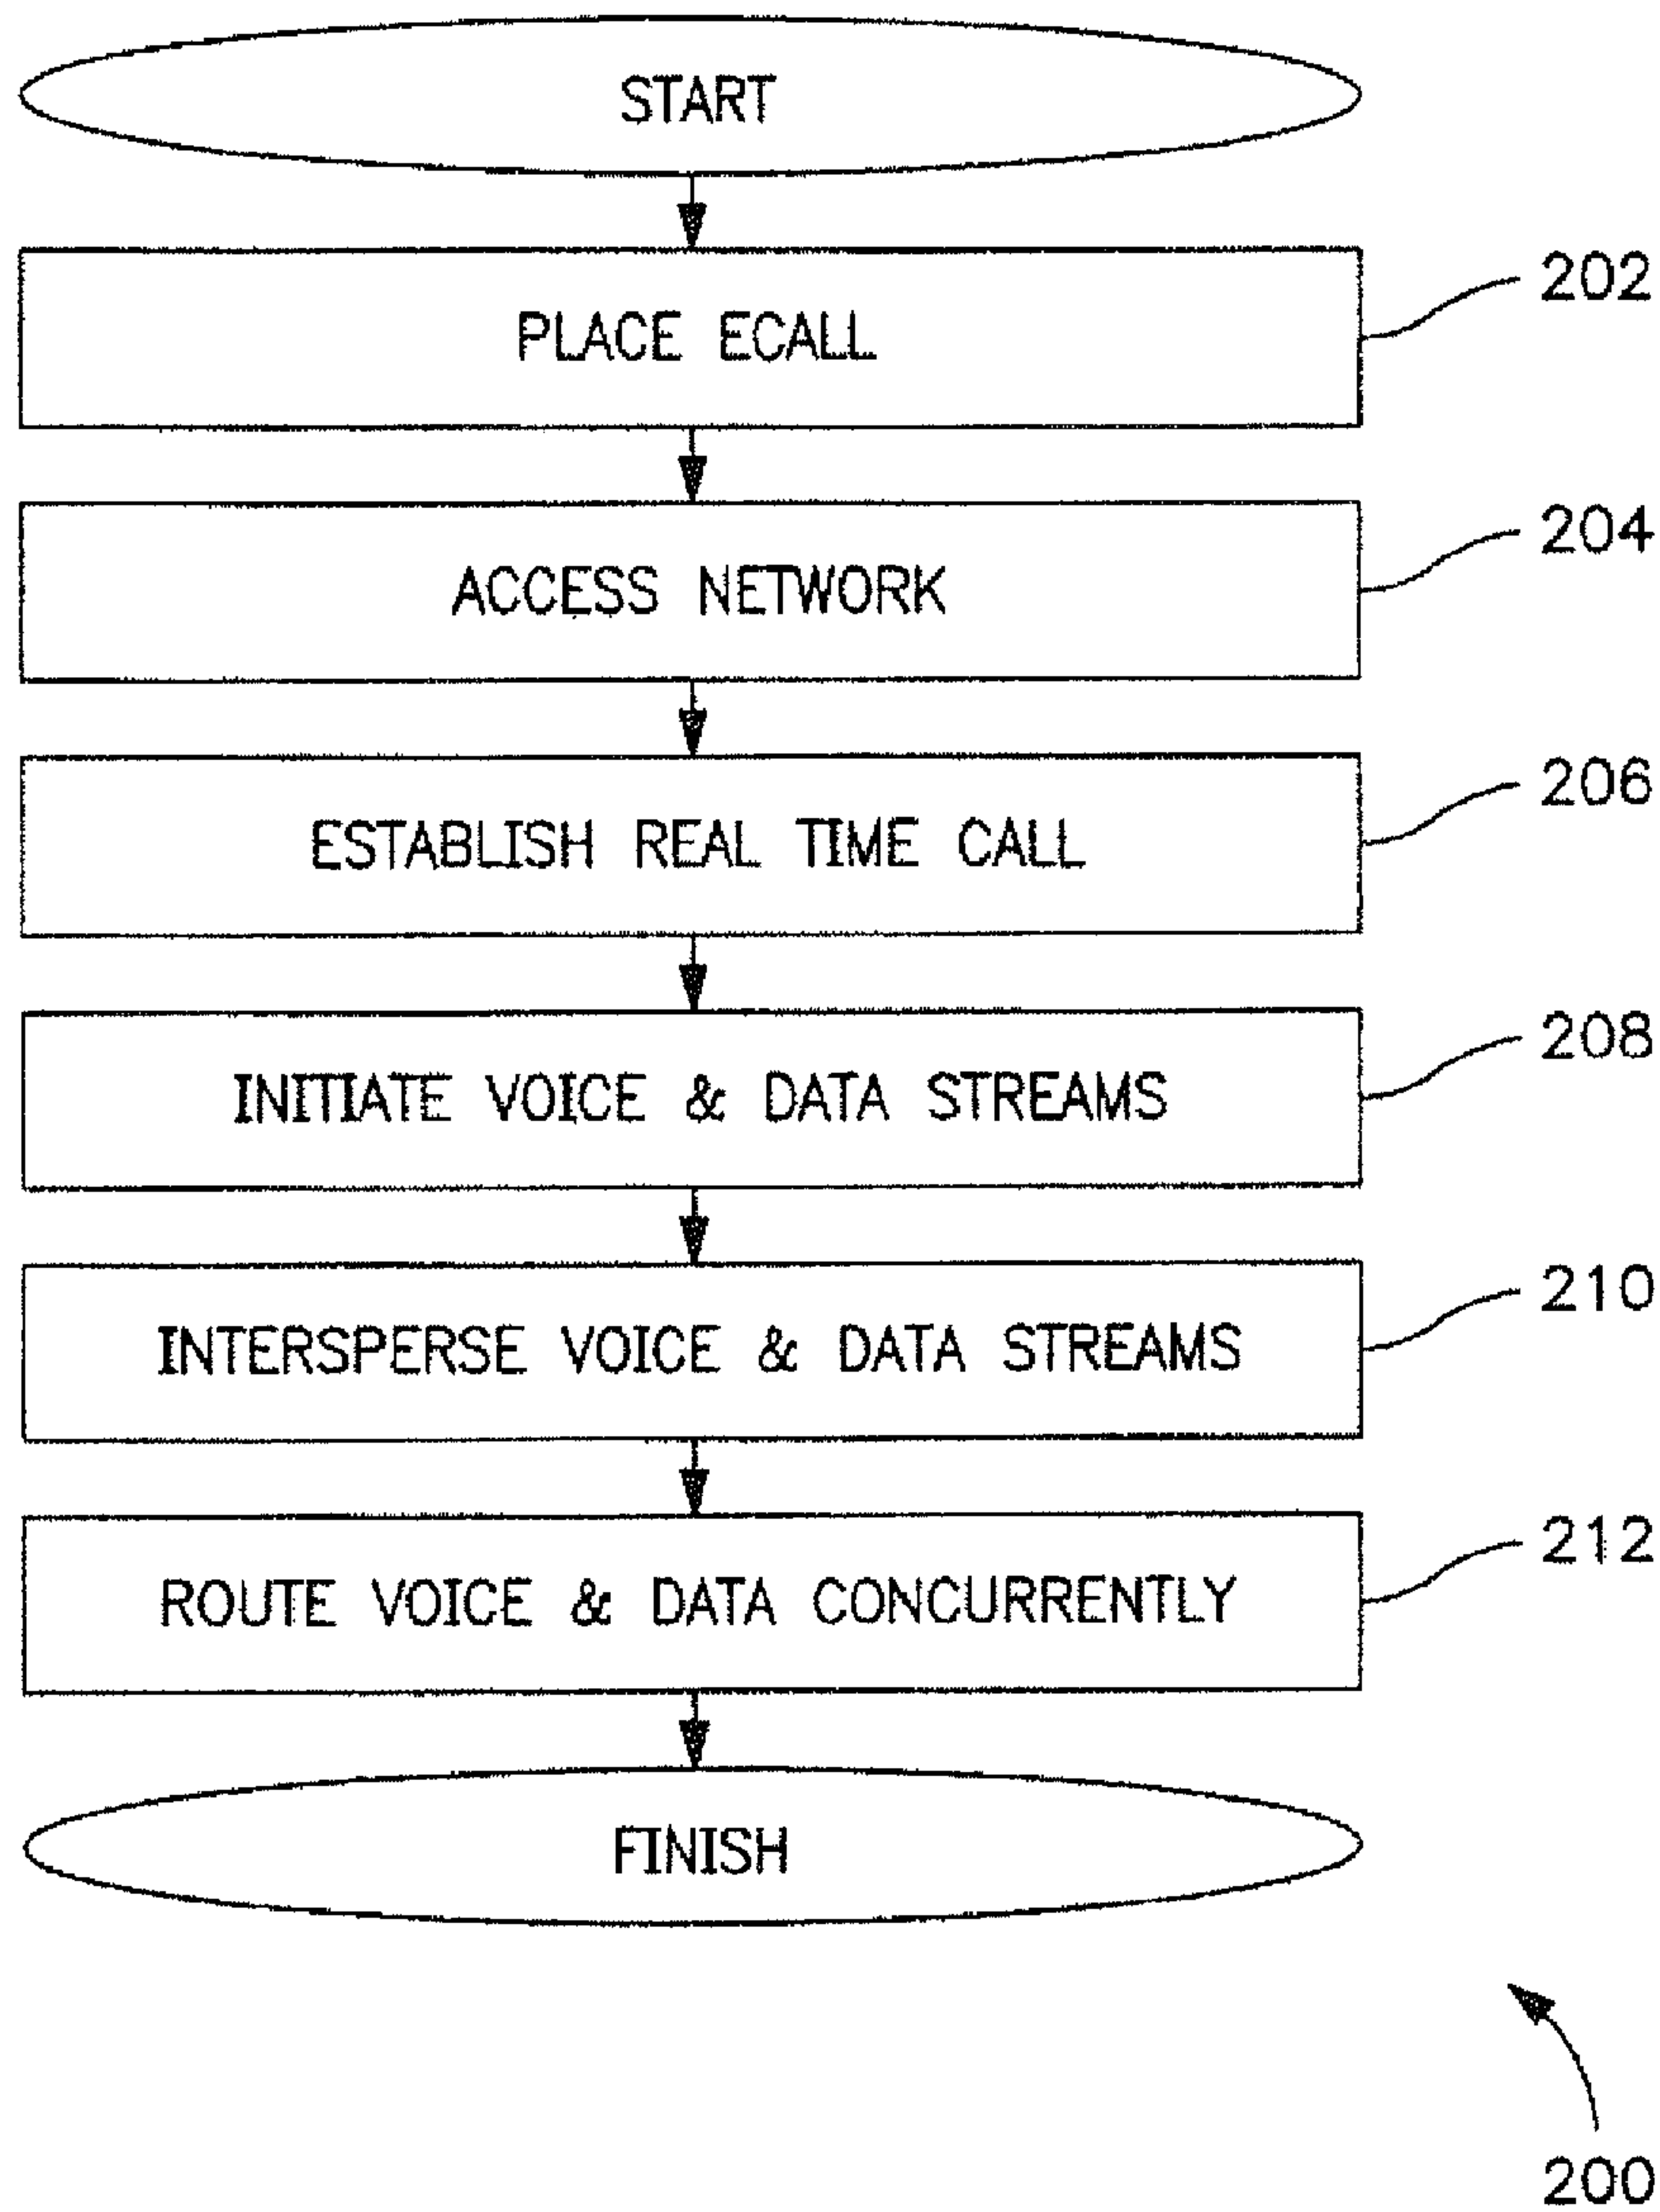 START
PLACE ECALL
202
ACCESS NETWORK
204
ESTABLISH REAL TIME CALL
206
INITIATE VOICE & DATA STREAMS
208
INTERSPERSE VOICE & DATA STREAMS
210
ROUTE VOICE & DATA CONCURRENTLY
212
FINISH
200